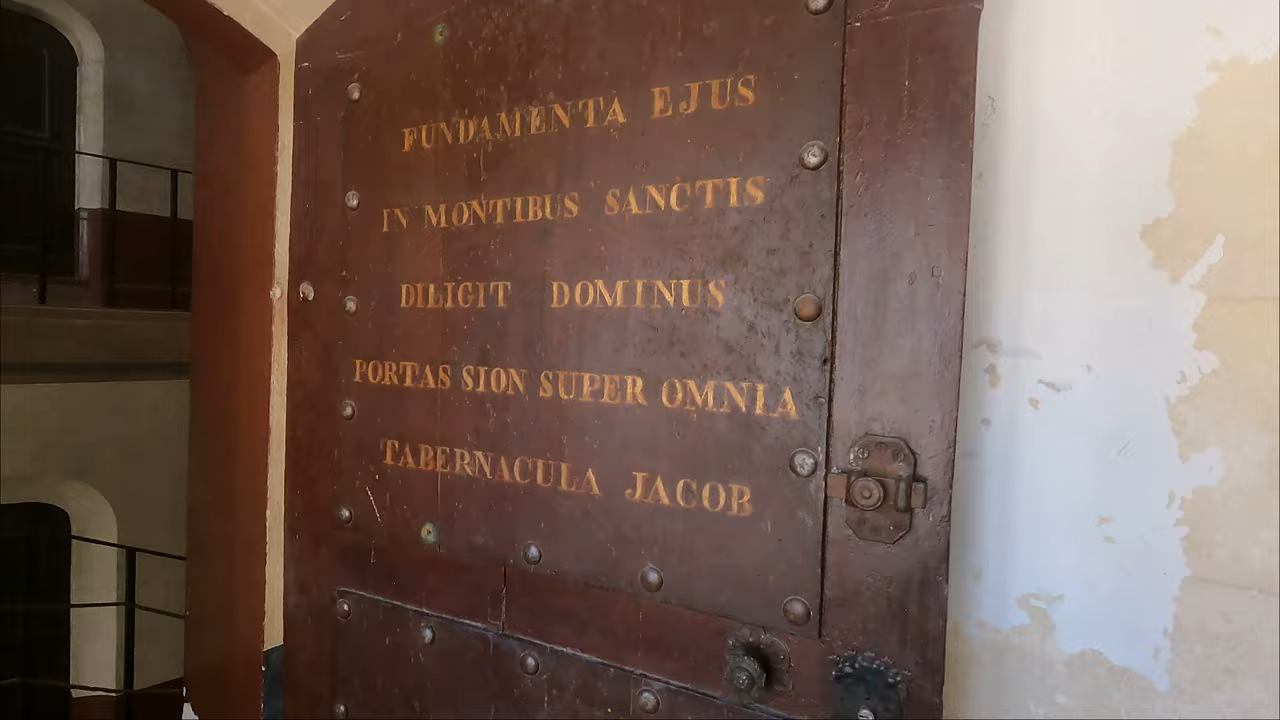 FUNDAMENTA EJUS
IN MONTIBUS SANCTIS
DILIGIT DOMINUS
PORTAS SION SUPER OMNIA
TABERNACULA JACOB